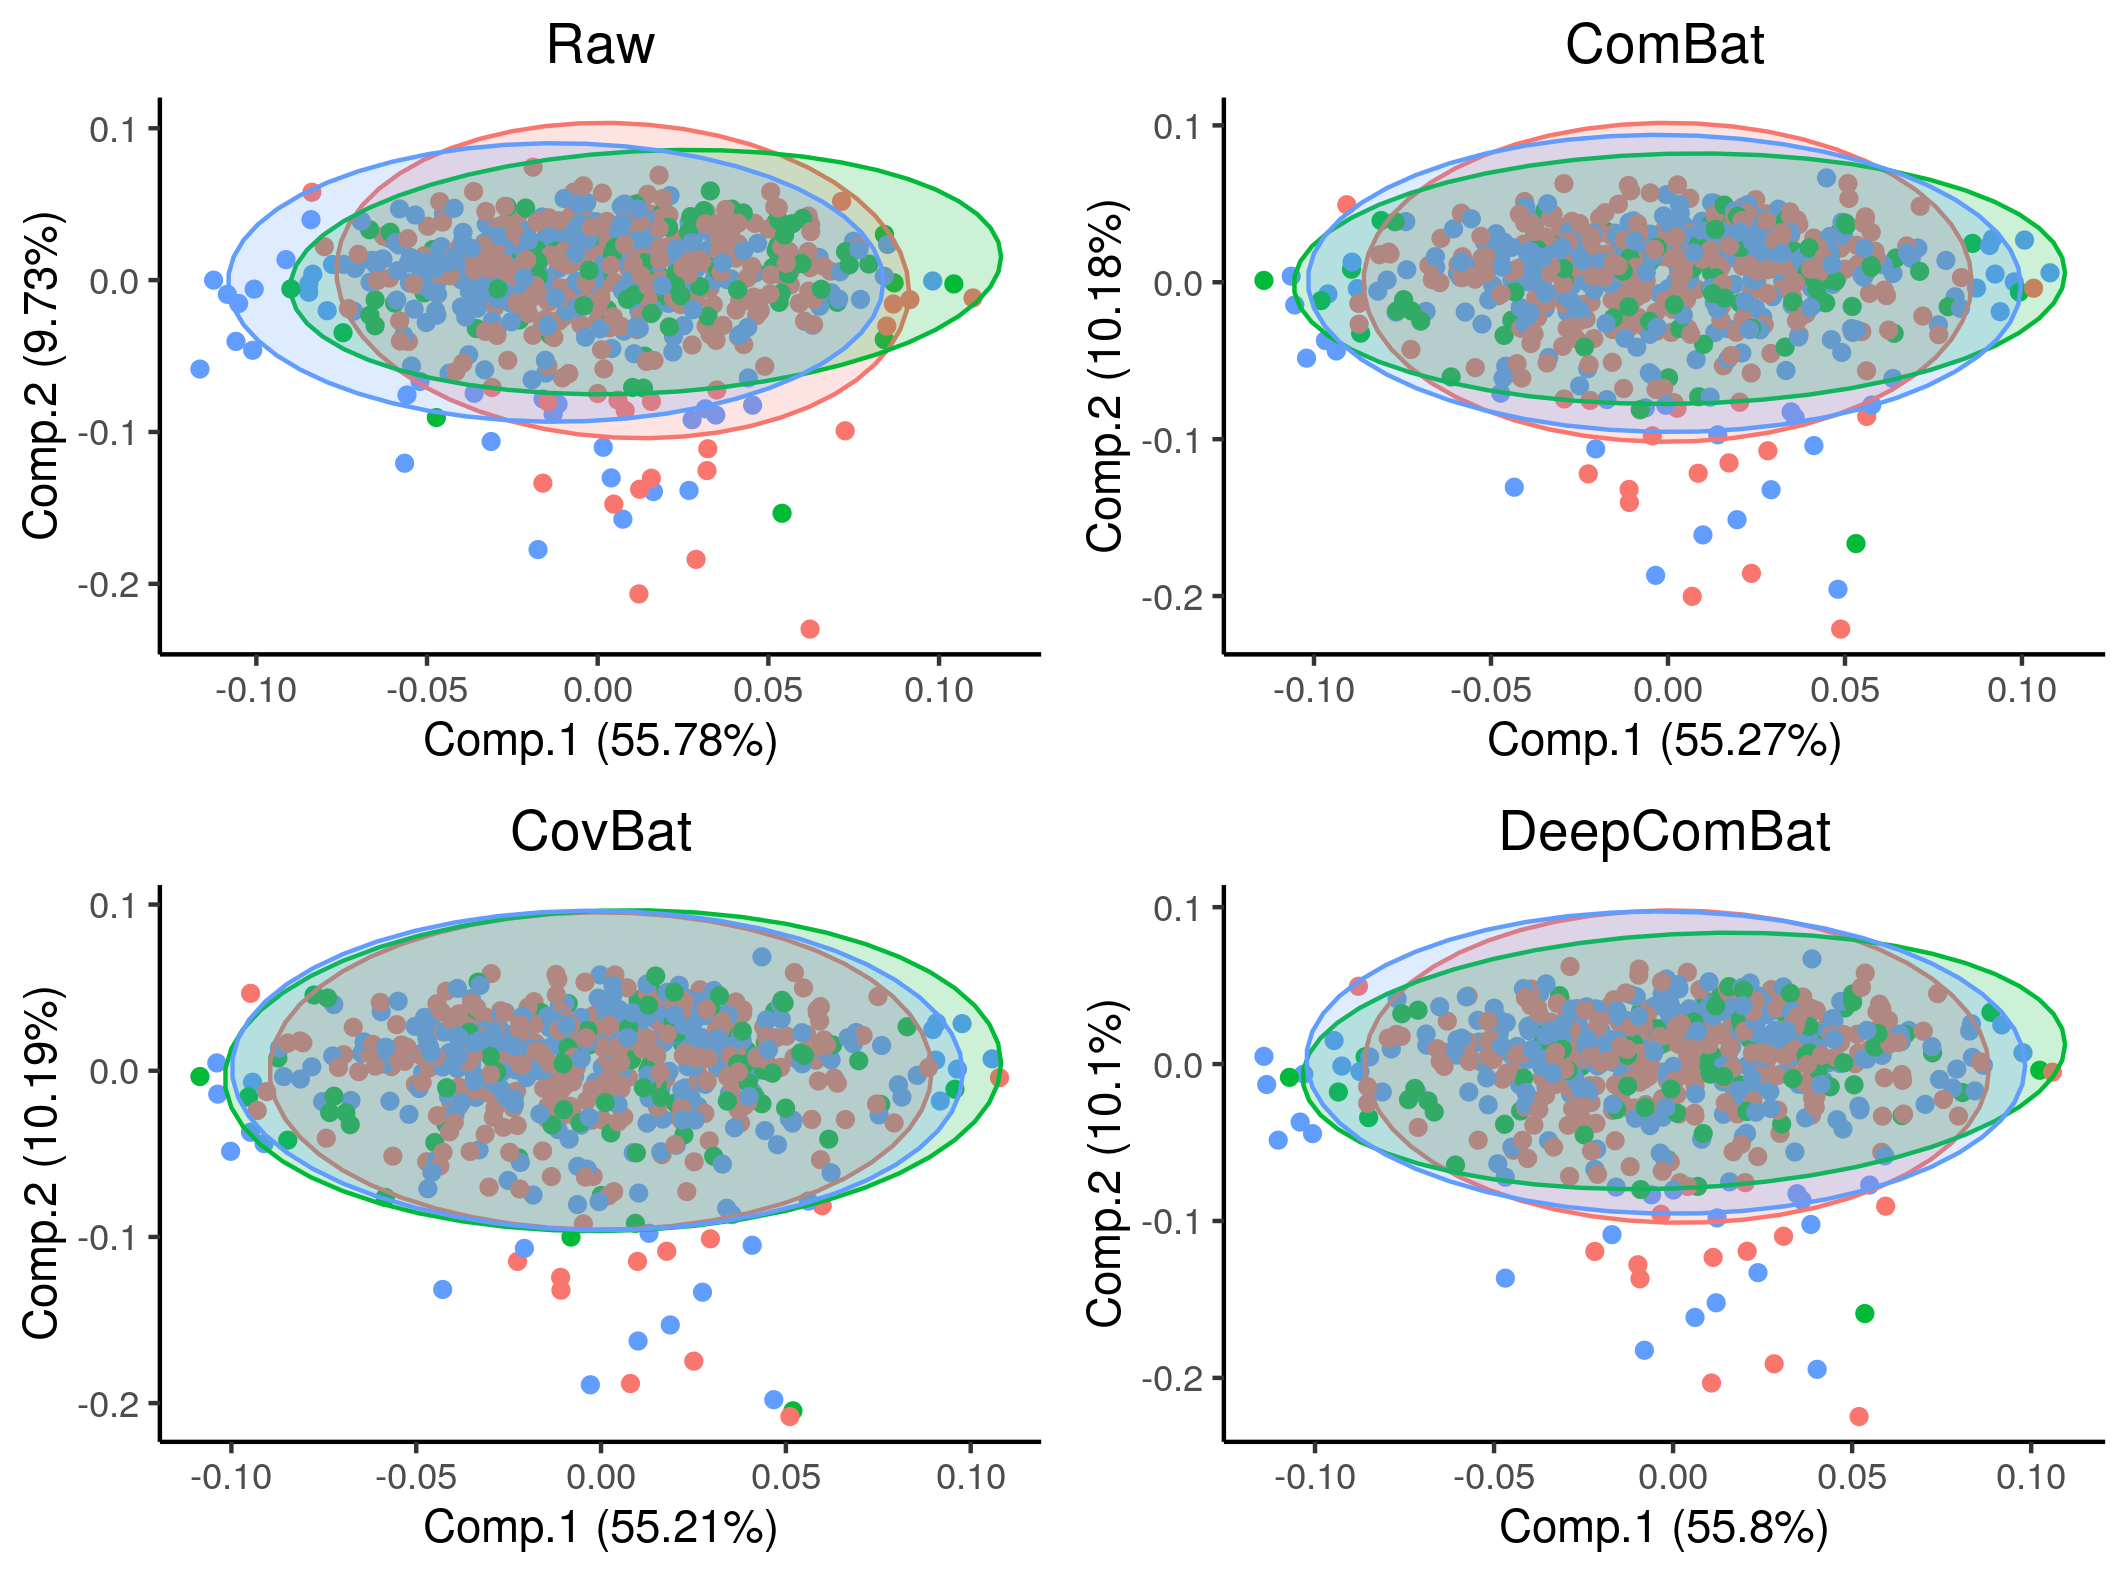 Raw
0.1
0.0
-0.1
-0.2
Comp.2 (9.73%)
-0.10 -0.05 0.00 0.05 0.10
Comp.1 (55.78%)
ComBat
0.1
0.0
-0.1
-0.2
Comp.2 (10.18%)
-0.10 -0.05 0.00 0.05 0.10
Comp.1 (55.27%)
CovBat
0.1
0.0
-0.1
-0.2
Comp.2 (10.19%)
-0.10 -0.05 0.00 0.05 0.10
Comp.1 (55.21%)
DeepComBat
0.1
0.0
-0.1
-0.2
Comp.2 (10.1%)
-0.10 -0.05 0.00 0.05 0.10
Comp.1 (55.8%)